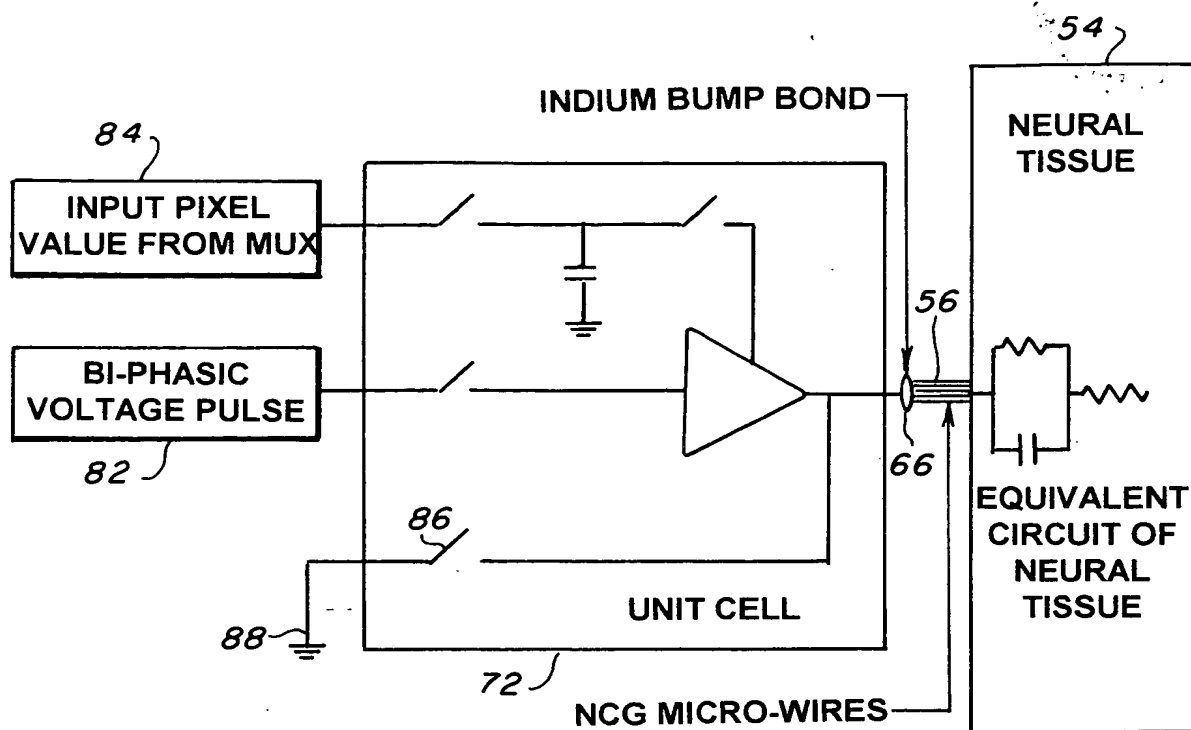 54
INDIUM BUMP BOND
NEURAL
TISSUE
84
INPUT PIXEL
VALUE FROM MUX
56
BI-PHASIC
VOLTAGE PULSE
82
66
86
EQUIVALENT
CIRCUIT OF
NEURAL
TISSUE
UNIT CELL
88
72
NCG MICRO-WIRES